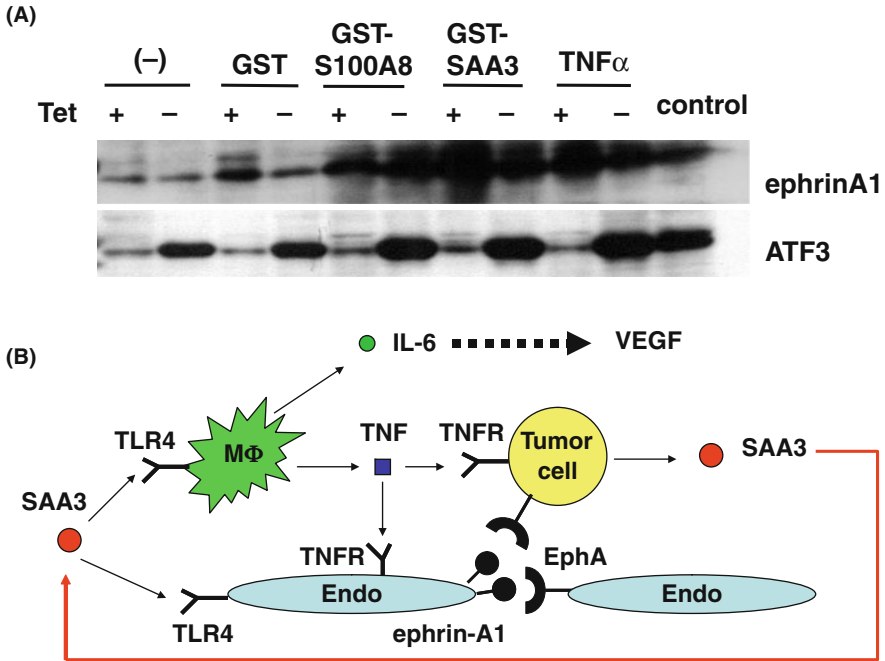 (A)
(–) GST GST-S100A8 GST-SAA3 TNFα control
Tet + – + – + – + – + –
ephrinA1
ATF3
(B)
IL-6 VEGF
TLR4 MΦ TNF TNFR Tumor cell SAA3
SAA3
TNFR EphA
Endo Endo
TLR4 ephrin-A1